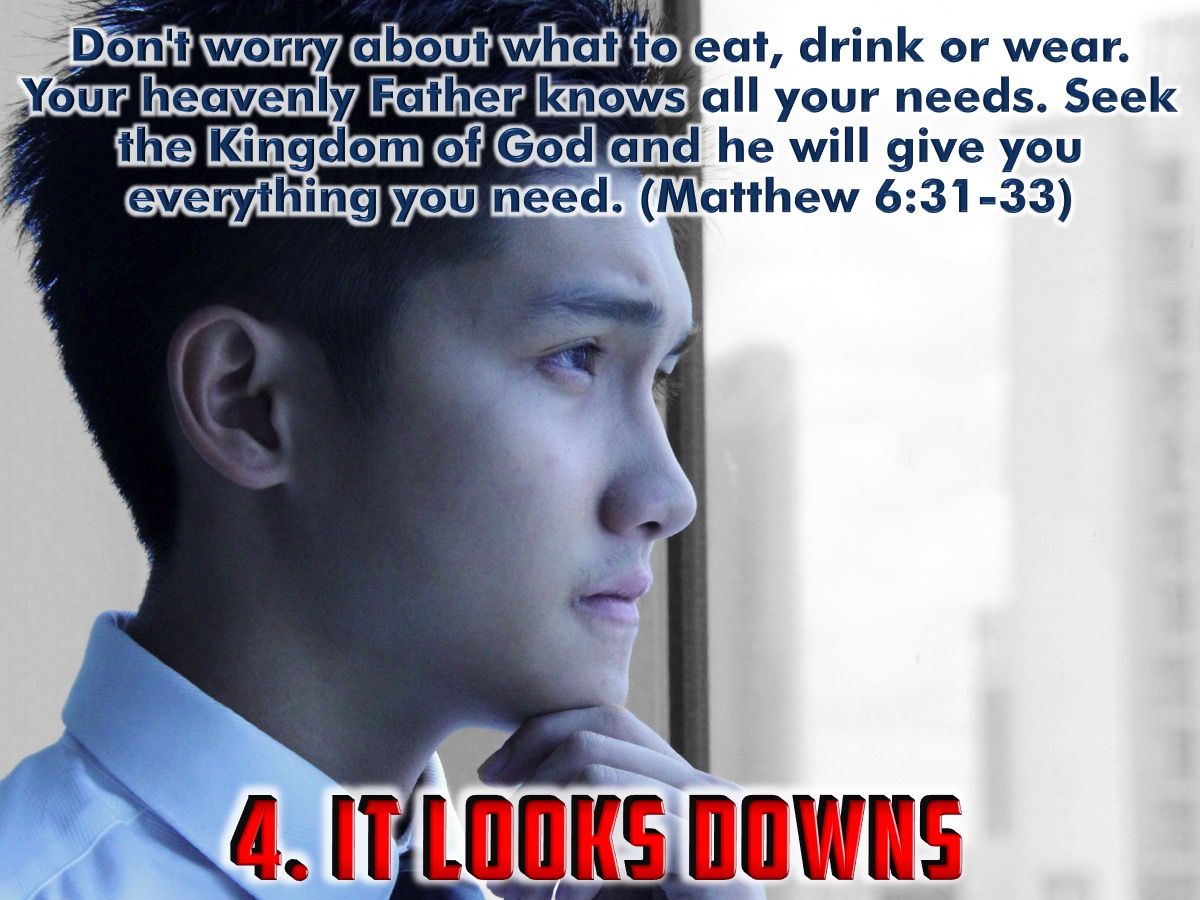 Don't worry about what to eat, drink or wear.
Your heavenly Father knows all your needs. Seek
the Kingdom of God and he will give you
everything you need. (Matthew 6:31-33)
4. IT LOOKS DOWNS